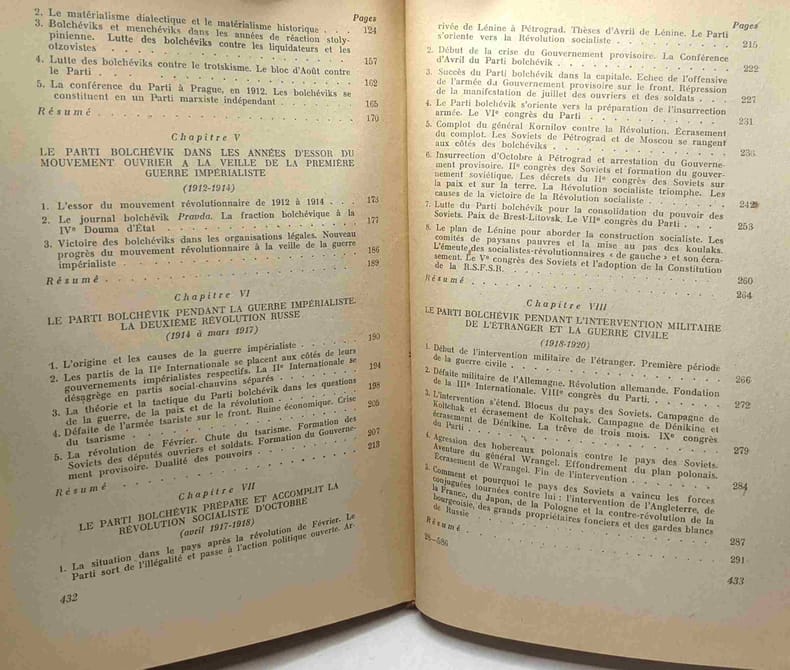 Pages
2. Le matérialisme dialectique et le matérialisme historique . . . 124
3. Bolchéviks et menchéviks dans les années de réaction stoly-
pinienne. Lutte des bolchéviks contre les liquidateurs et les
otzovistes . . . . . . . . . . . . . . . . . 157
4. Lutte des bolchéviks contre le trotskisme. Le bloc d'Août contre
le Parti . . . . . . . . . . . . . . . . . 162
5. La conférence du Parti à Prague, en 1912. Les bolchéviks se
constituent en un Parti marxiste indépendant . . . . . . . . 165
Résumé . . . . . . . . . . . . . . . . . 170
Chapitre V
LE PARTI BOLCHÉVIK DANS LES ANNÉES D'ESSOR DU
MOUVEMENT OUVRIER A LA VEILLE DE LA PREMIÈRE
GUERRE IMPÉRIALISTE
(1912-1914)
1. L'essor du mouvement révolutionnaire de 1912 à 1914 . . . . 173
2. Le journal bolchévik Pravda. La fraction bolchévique à la
IVe Douma d'État . . . . . . . . . . . . . . 177
3. Victoire des bolchéviks dans les organisations légales. Nouveau
progrès du mouvement révolutionnaire à la veille de la guerre
impérialiste . . . . . . . . . . . . . . . . 186
Résumé . . . . . . . . . . . . . . . . . 189
Chapitre VI
LE PARTI BOLCHÉVIK PENDANT LA GUERRE IMPÉRIALISTE.
LA DEUXIÈME RÉVOLUTION RUSSE
(1914 à mars 1917)
1. L'origine et les causes de la guerre impérialiste . . . . . . . 190
2. Les partis de la IIe Internationale se placent aux côtés de leurs
gouvernements impérialistes respectifs. La IIe Internationale se
désagrège en partis social-chauvins séparés . . . . . . . . 194
3. La théorie et la tactique du Parti bolchévik dans les questions
de la guerre, de la paix et de la révolution . . . . . . . . 198
4. Défaite de l'armée tsariste sur le front. Ruine économique. Crise
du tsarisme . . . . . . . . . . . . . . . . 205
5. La révolution de Février. Chute du tsarisme. Formation des
Soviets des députés ouvriers et soldats. Formation du Gouverne-
ment provisoire. Dualité des pouvoirs . . . . . . . . . . 207
Résumé . . . . . . . . . . . . . . . . . 213
Chapitre VII
LE PARTI BOLCHÉVIK PRÉPARE ET ACCOMPLIT LA
RÉVOLUTION SOCIALISTE D'OCTOBRE
(avril 1917-1918)
1. La situation dans le pays après la révolution de Février. Le
Parti sort de l'illégalité et passe à l'action politique ouverte. Ar-
432
Pages
rivée de Lénine à Pétrograd. Thèses d'Avril de Lénine. Le Parti
s'oriente vers la Révolution socialiste . . . . . . . . . . 215
2. Début de la crise du Gouvernement provisoire. La Conférence
d'Avril du Parti bolchévik . . . . . . . . . . . . . 222
3. Succès du Parti bolchévik dans la capitale. Echec de l'offensive
de l'armée du Gouvernement provisoire sur le front. Répression
de la manifestation de juillet des ouvriers et des soldats . . . . 227
4. Le Parti bolchévik s'oriente vers la préparation de l'insurrection
armée. Le VIe congrès du Parti . . . . . . . . . . . 231
5. Complot du général Kornilov contre la Révolution. Écrasement
du complot. Les Soviets de Pétrograd et de Moscou se rangent
aux côtés des bolchéviks . . . . . . . . . . . . . 236
6. Insurrection d'Octobre à Pétrograd et arrestation du Gouverne-
ment provisoire. IIe congrès des Soviets et formation du gouver-
nement soviétique. Les décrets du IIe congrès des Soviets sur
la paix et sur la terre. La Révolution socialiste triomphe. Les
causes de la victoire de la Révolution socialiste . . . . . . . 242
7. Lutte du Parti bolchévik pour la consolidation du pouvoir des
Soviets. Paix de Brest-Litovsk. Le VIIe congrès du Parti . . . 253
8. Le plan de Lénine pour aborder la construction socialiste. Les
comités de paysans pauvres et la mise au pas des koulaks.
L'émeute des socialistes-révolutionnaires « de gauche » et son écra-
sement. Le Ve congrès des Soviets et l'adoption de la Constitution
de la R.S.F.S.R. . . . . . . . . . . . . . . . 260
Résumé . . . . . . . . . . . . . . . . . 264
Chapitre VIII
LE PARTI BOLCHÉVIK PENDANT L'INTERVENTION MILITAIRE
DE L'ÉTRANGER ET LA GUERRE CIVILE
(1918-1920)
1. Début de l'intervention militaire de l'étranger. Première période
de la guerre civile . . . . . . . . . . . . . . . 266
2. Défaite militaire de l'Allemagne. Révolution allemande. Fondation
de la IIIe Internationale. VIIIe congrès du Parti . . . . . . . 272
3. L'intervention s'étend. Blocus du pays des Soviets. Campagne de
Koltchak et écrasement de Koltchak. Campagne de Dénikine et
écrasement de Dénikine. La trêve de trois mois. IXe congrès
du Parti . . . . . . . . . . . . . . . . . 279
4. Agression des hobereaux polonais contre le pays des Soviets.
Aventure du général Wrangel. Effondrement du plan polonais.
Ecrasement de Wrangel. Fin de l'intervention . . . . . . . 284
5. Comment et pourquoi le pays des Soviets a vaincu les forces
conjuguées tournées contre lui : l'intervention de l'Angleterre, de
la France, du Japon, de la Pologne et la contre-révolution de la
bourgeoisie, des grands propriétaires fonciers et des gardes blancs
de Russie . . . . . . . . . . . . . . . . . 287
Résumé . . . . . . . . . . . . . . . . . 291
28—586
433